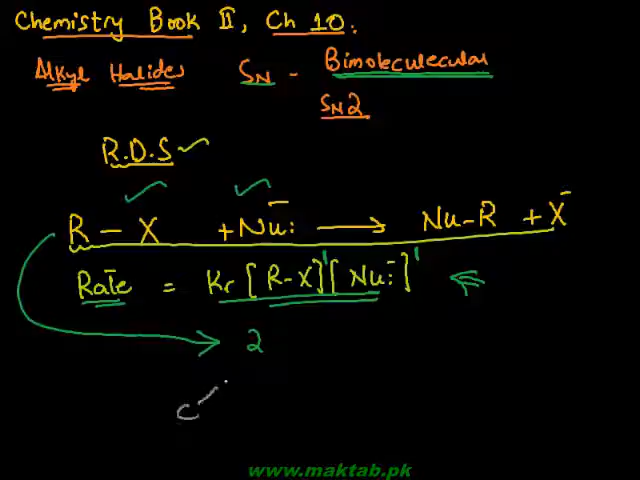 Chemistry Book II, Ch 10.
Alkyl Halides SN - Bimoleculecular
SN2
R.D.S
R - X + Nu:⁻ → Nu-R + X⁻
Rate = Kr [R-X]¹ [Nu:⁻]¹
2
C
www.maktab.pk